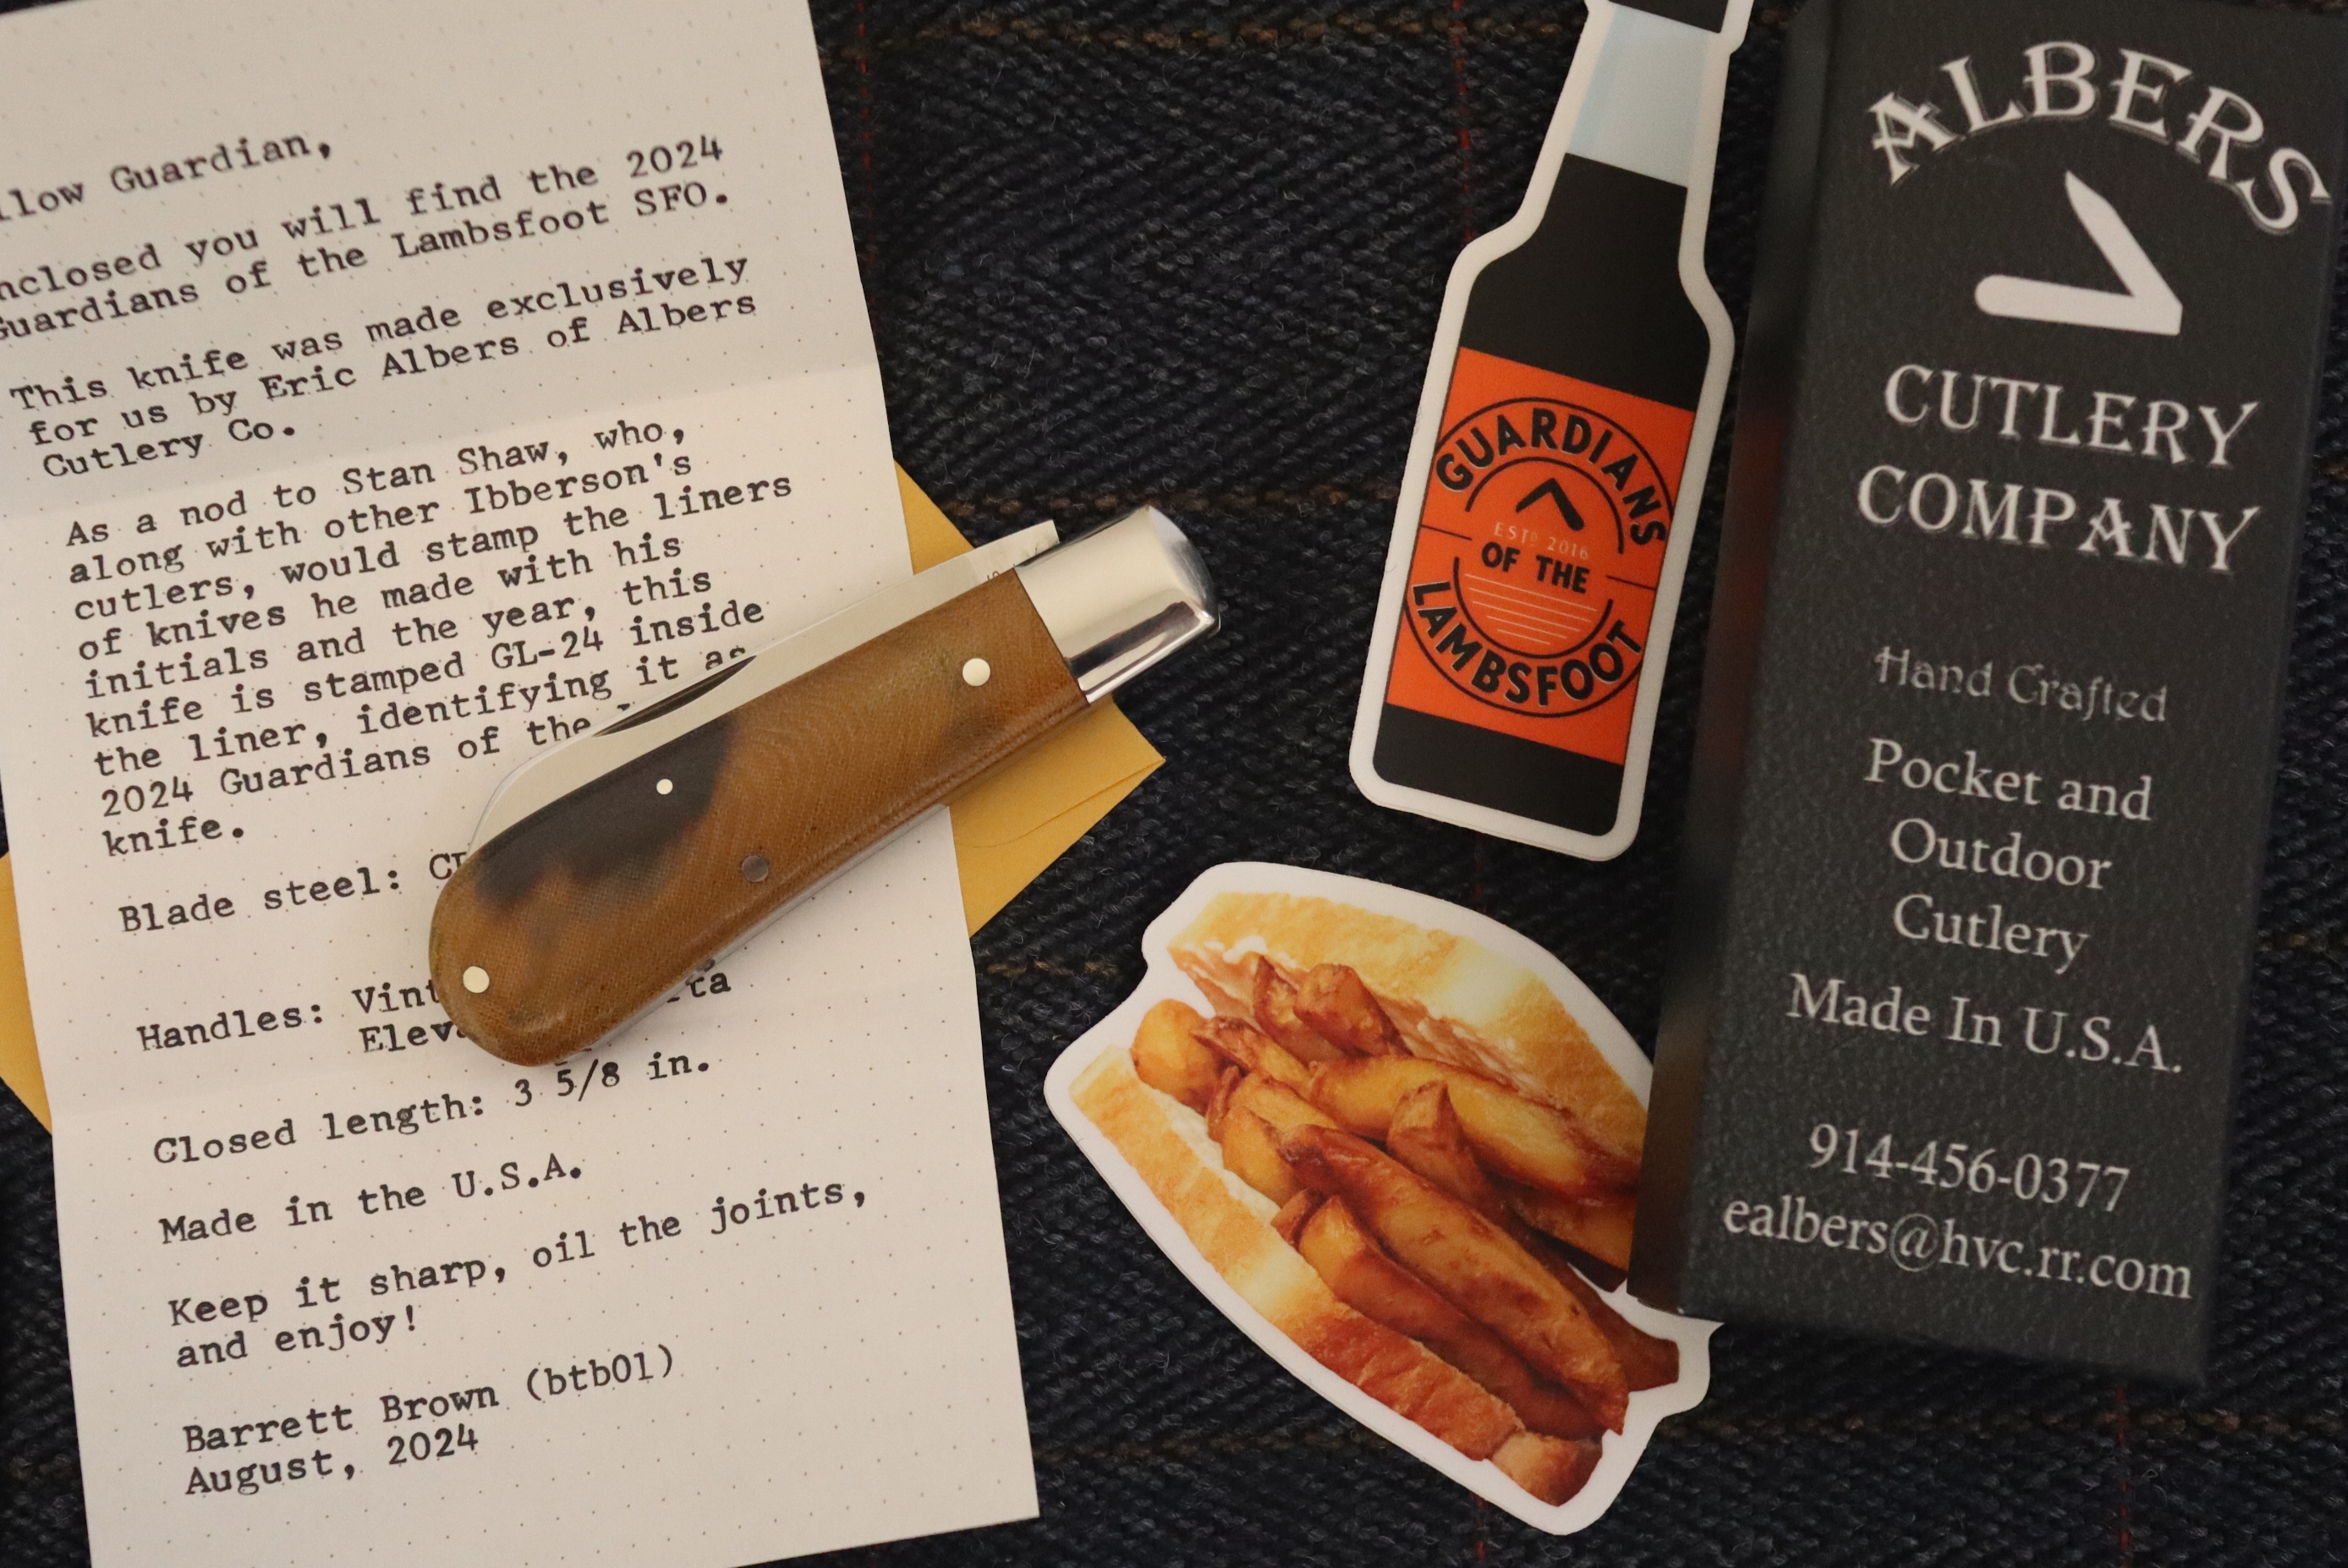 Guardian,
you will find the 2024
of the Lambsfoot SFO.
This knife was made exclusively
for us by Eric Albers of Albers
Cutlery Co.
As a nod to Stan Shaw, who,
along with other Ibberson's
cutlers, would stamp the liners
of knives he made with his
initials and the year, this
knife is stamped GL-24 inside
the liner, identifying it as
2024 Guardians of the
knife.
Blade steel:
Handles:
Closed length: 3 5/8 in.
Made in the U.S.A.
Keep it sharp, oil the joints,
and enjoy!
Barrett Brown (btb01)
August, 2024
GUARDIANS
ESTD 2016
OF THE
LAMBSFOOT
ALBERS
CUTLERY
COMPANY
Hand Crafted
Pocket and
Outdoor
Cutlery
Made In U.S.A.
914-456-0377
ealbers@hvc.rr.com